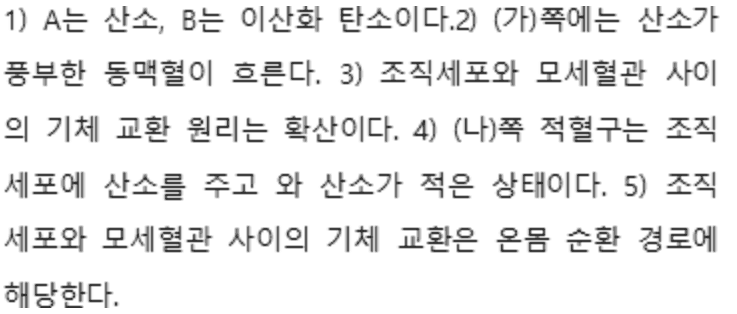 1) A는 산소, B는 이산화 탄소이다.2) (가)쪽에는 산소가
풍부한 동맥혈이 흐른다. 3) 조직세포와 모세혈관 사이
의 기체 교환 원리는 확산이다. 4) (나)쪽 적혈구는 조직
세포에 산소를 주고 와 산소가 적은 상태이다. 5) 조직
세포와 모세혈관 사이의 기체 교환은 온몸 순환 경로에
해당한다.